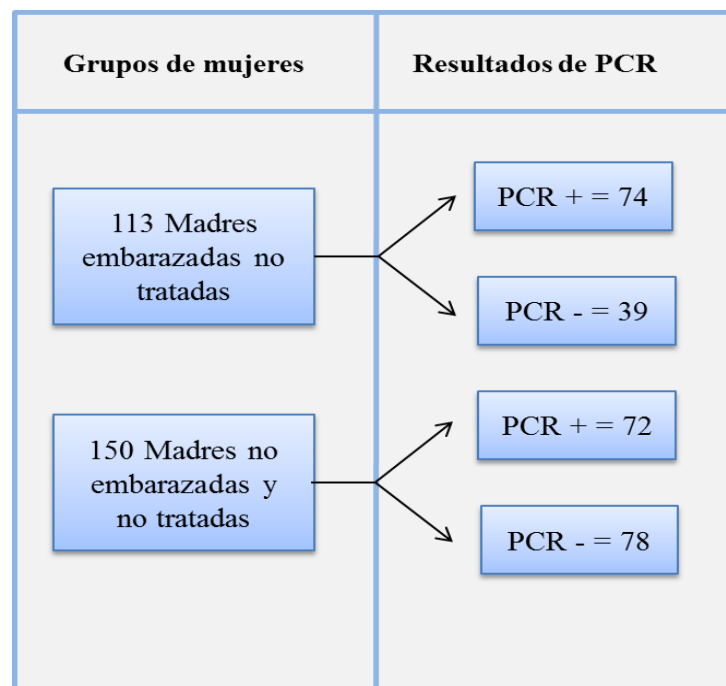 Grupos de mujeres
Resultados de PCR
113 Madres
embarazadas no
tratadas
PCR + = 74
PCR - = 39
150 Madres no
embarazadas y
no tratadas
PCR + = 72
PCR - = 78